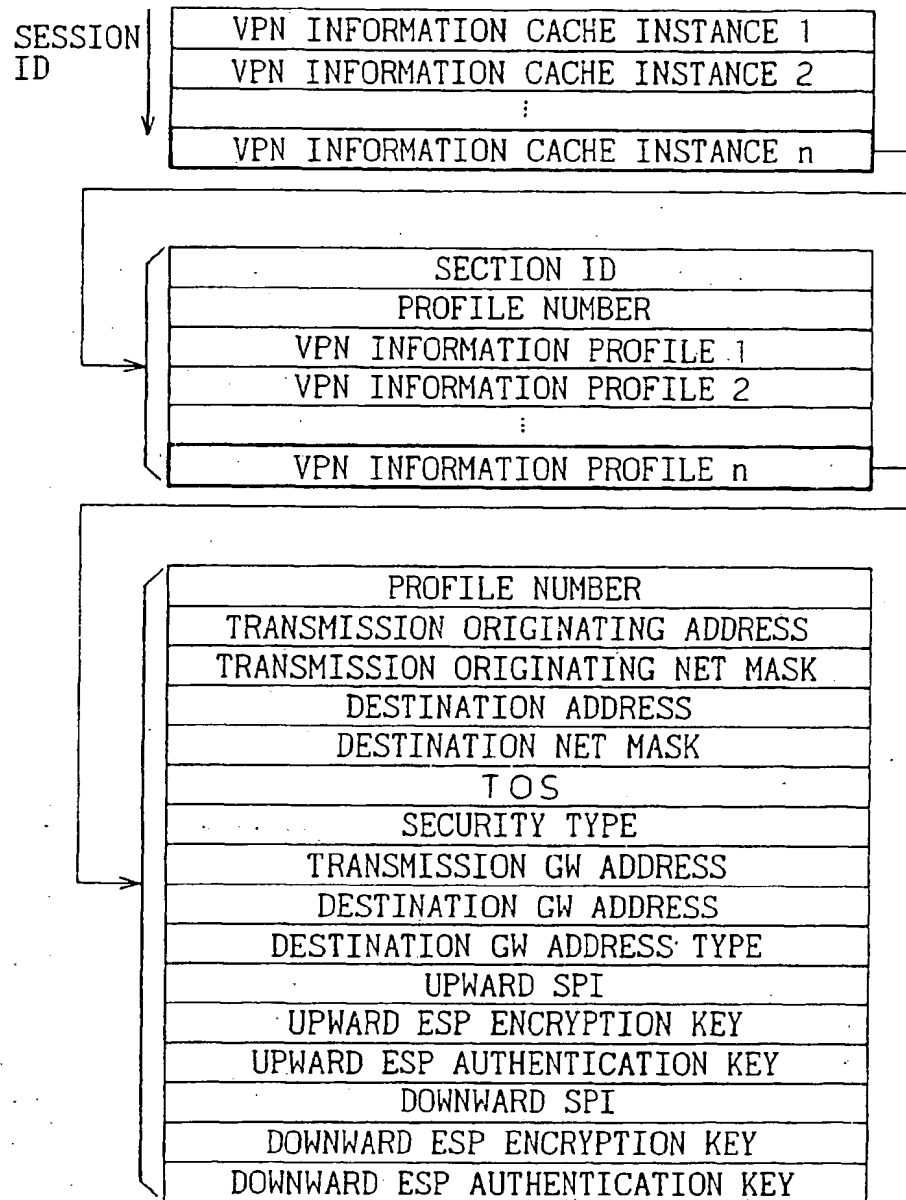 SESSION
ID
VPN INFORMATION CACHE INSTANCE 1
VPN INFORMATION CACHE INSTANCE 2
⋮
VPN INFORMATION CACHE INSTANCE n
SECTION ID
PROFILE NUMBER
VPN INFORMATION PROFILE 1
VPN INFORMATION PROFILE 2
⋮
VPN INFORMATION PROFILE n
PROFILE NUMBER
TRANSMISSION ORIGINATING ADDRESS
TRANSMISSION ORIGINATING NET MASK
DESTINATION ADDRESS
DESTINATION NET MASK
TOS
SECURITY TYPE
TRANSMISSION GW ADDRESS
DESTINATION GW ADDRESS
DESTINATION GW ADDRESS TYPE
UPWARD SPI
UPWARD ESP ENCRYPTION KEY
UPWARD ESP AUTHENTICATION KEY
DOWNWARD SPI
DOWNWARD ESP ENCRYPTION KEY
DOWNWARD ESP AUTHENTICATION KEY